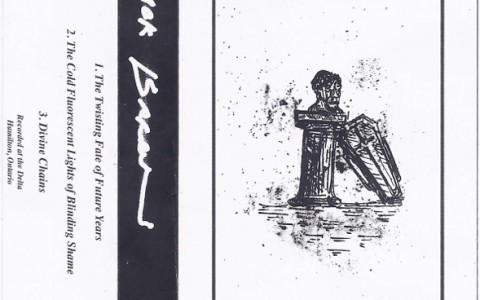 1. The Twisting Fate of Future Years
2. The Cold Fluorescent Lights of Blinding Shame
3. Divine Chains
Recorded at the Delta
Hamilton, Ontario